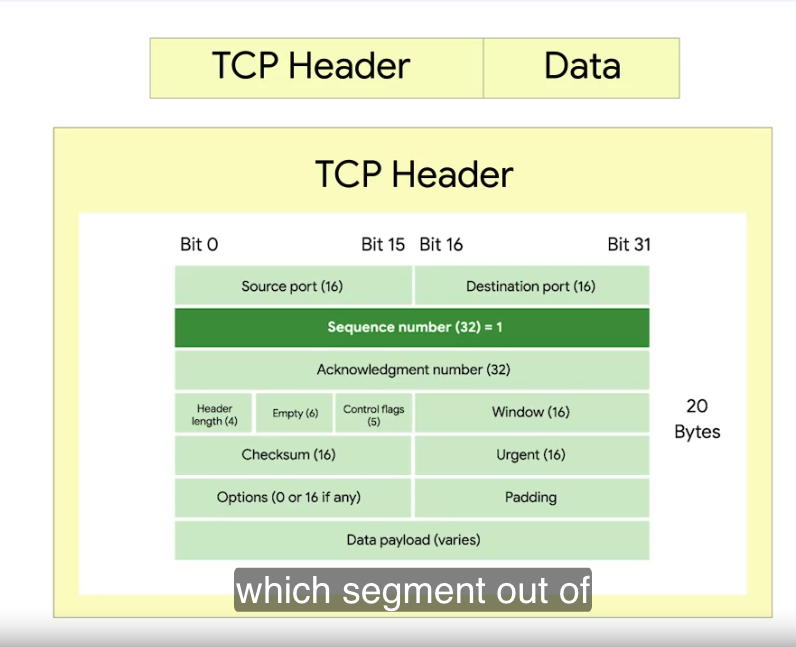 TCP Header Data
TCP Header
Bit 0 Bit 15 Bit 16 Bit 31
Source port (16) Destination port (16)
Sequence number (32) = 1
Acknowledgment number (32)
Header length (4) Empty (6) Control flags (5) Window (16)
20 Bytes
Checksum (16) Urgent (16)
Options (0 or 16 if any) Padding
Data payload (varies)
which segment out of